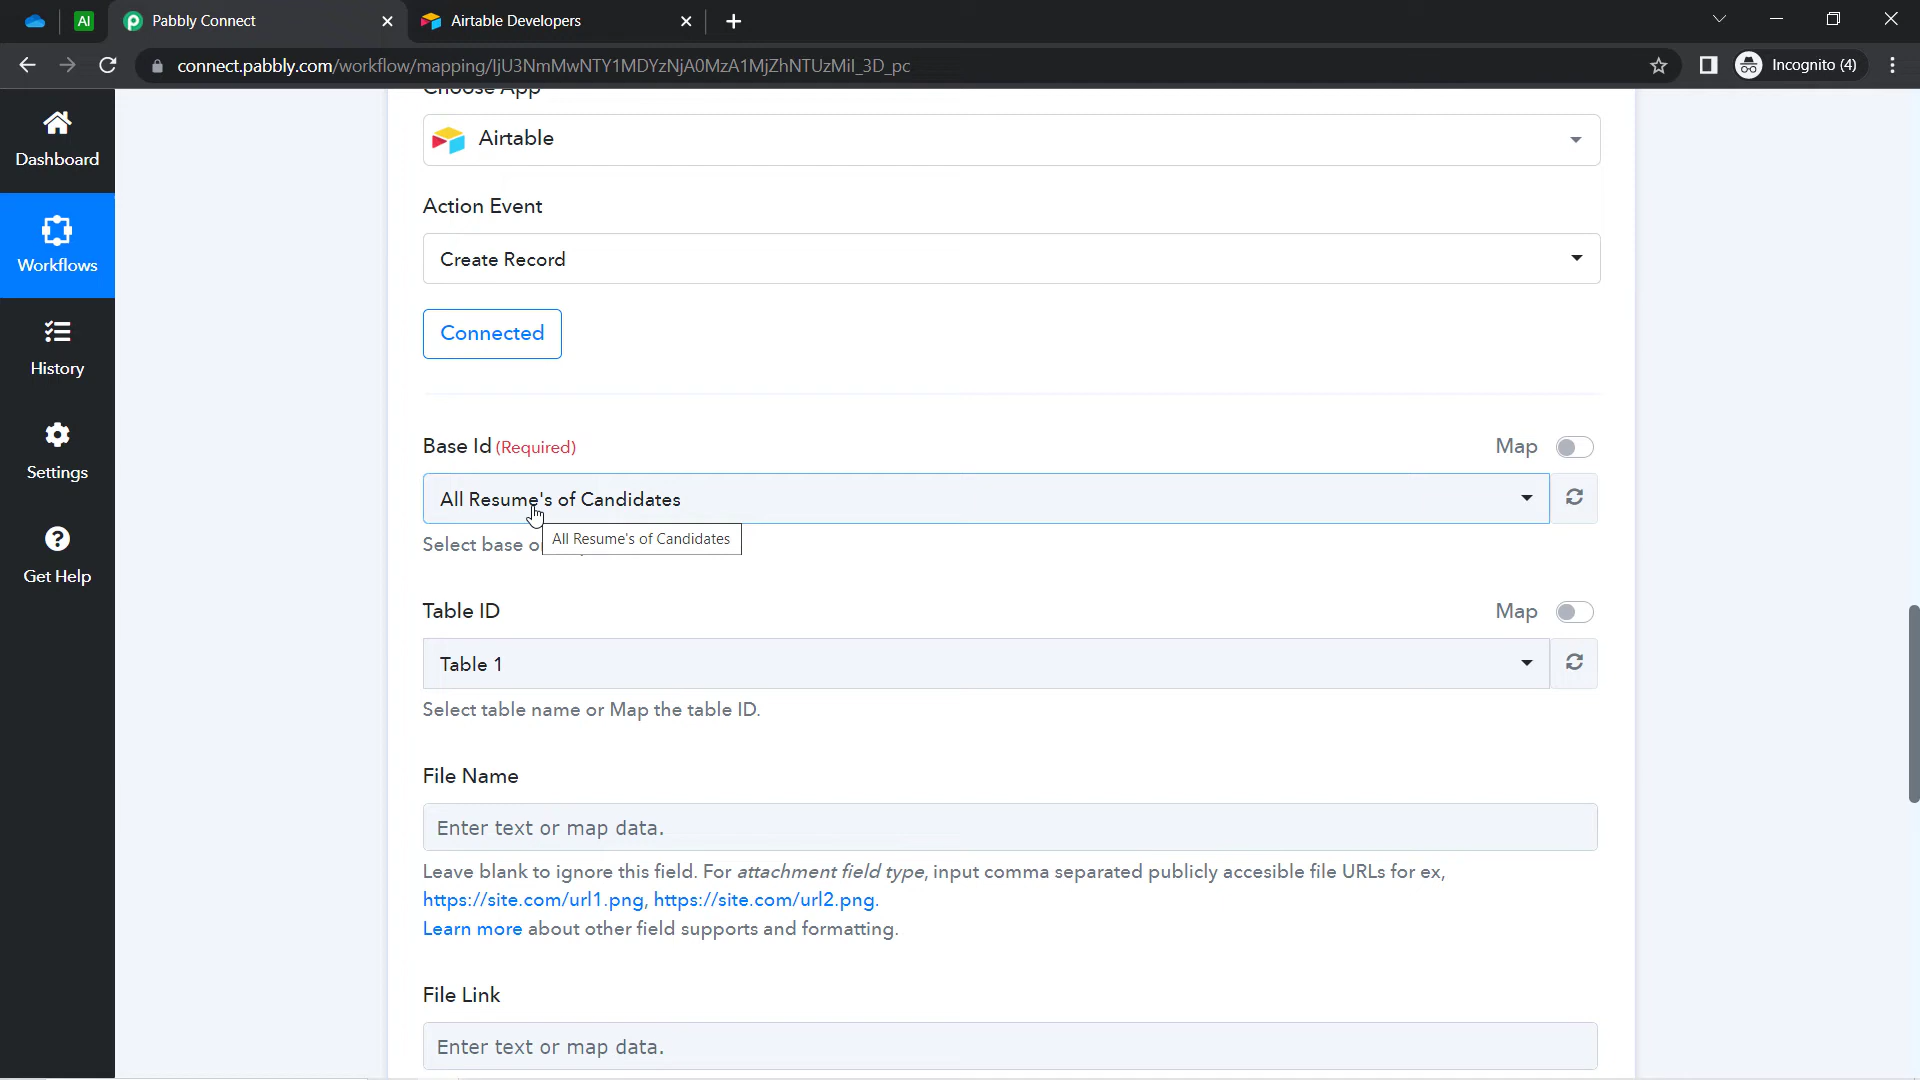 AI
Pabbly Connect
Airtable Developers
connect.pabbly.com/workflow/mapping/IjU3NmMwNTY1MDYzNjA0MzA1MjZhNTUzMiI_3D_pc
Incognito (4)
Dashboard
Workflows
History
Settings
Get Help
Choose App
Airtable
Action Event
Create Record
Connected
Base Id (Required)
Map
All Resume's of Candidates
Select base o
All Resume's of Candidates
Table ID
Map
Table 1
Select table name or Map the table ID.
File Name
Enter text or map data.
Leave blank to ignore this field. For attachment field type, input comma separated publicly accesible file URLs for ex,
https://site.com/url1.png, https://site.com/url2.png.
Learn more about other field supports and formatting.
File Link
Enter text or map data.